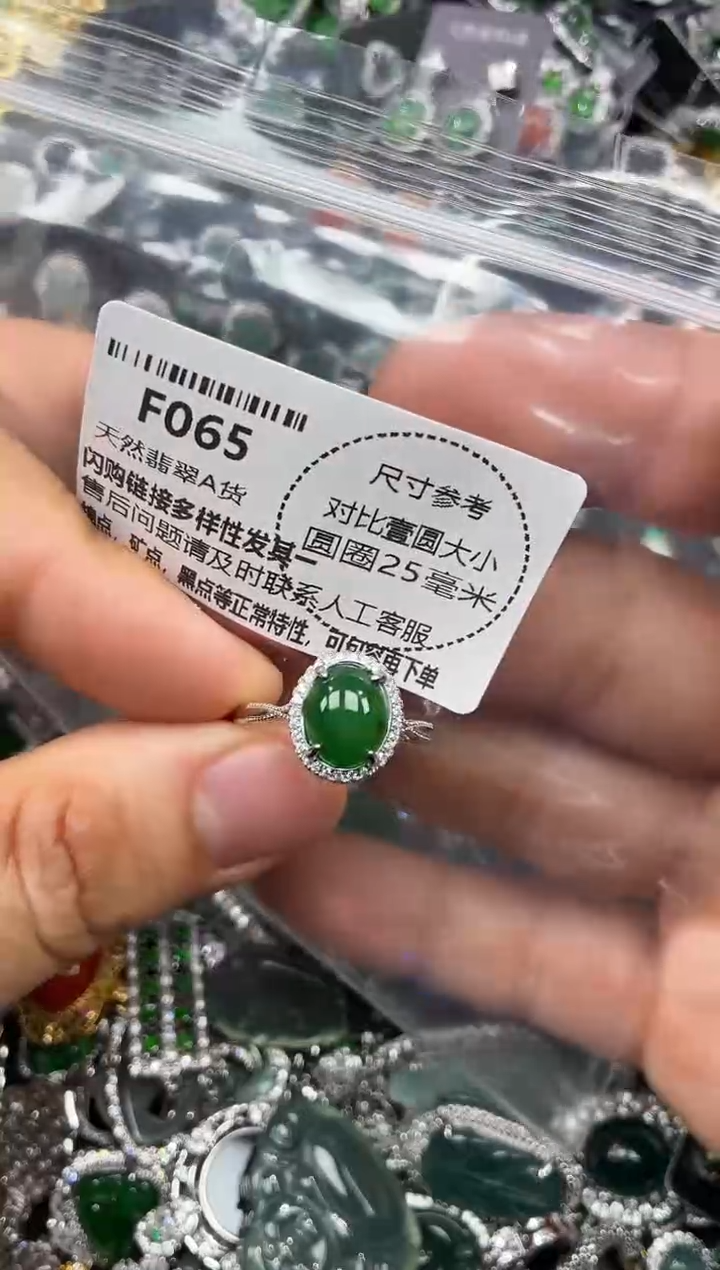 F065
天然翡翠A货
闪购链接多样性发其一
售后问题请及时联系人工客服
棉点，矿点，黑点等正常特性，可包容再下单
尺寸参考
对比壹圆大小
圆圈25毫米